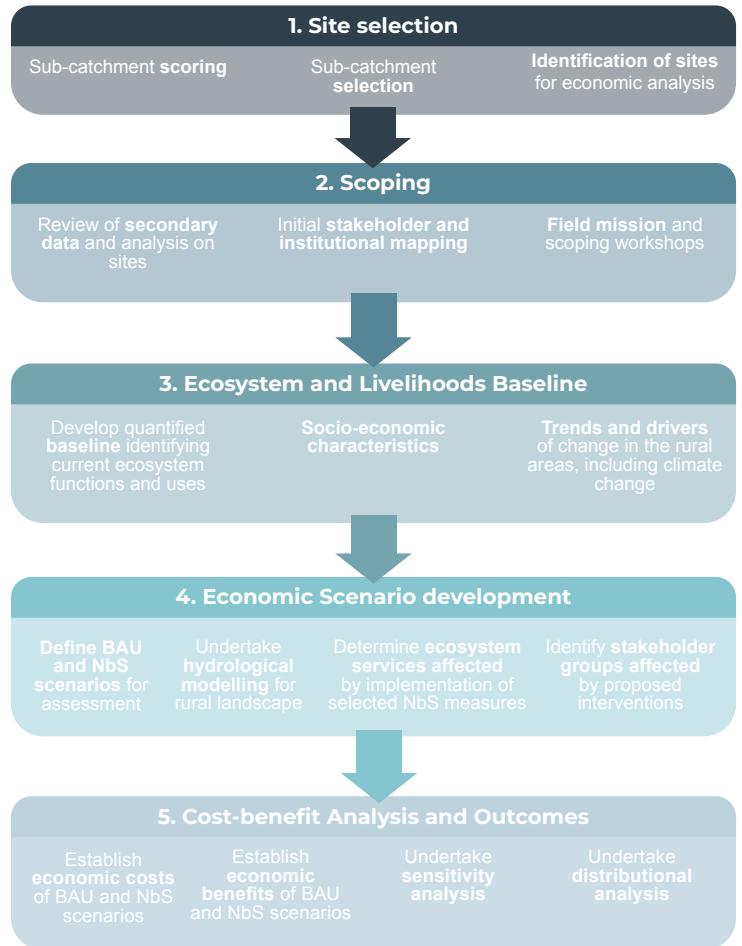 1. Site selection
Sub-catchment scoring
Sub-catchment
selection
Identification of sites
for economic analysis
2. Scoping
Review of secondary
data and analysis on
sites
Initial stakeholder and
institutional mapping
Field mission and
scoping workshops
3. Ecosystem and Livelihoods Baseline
Develop quantified
baseline identifying
current ecosystem
functions and uses
Socio-economic
characteristics
Trends and drivers
of change in the rural
areas, including climate
change
4. Economic Scenario development
Define BAU
and NbS
scenarios for
assessment
Undertake
hydrological
modelling for
rural landscape
Determine ecosystem
services affected
by implementation of
selected NbS measures
Identify stakeholder
groups affected
by proposed
interventions
5. Cost-benefit Analysis and Outcomes
Establish
economic costs
of BAU and NbS
scenarios
Establish
economic
benefits of BAU
and NbS scenarios
Undertake
sensitivity
analysis
Undertake
distributional
analysis